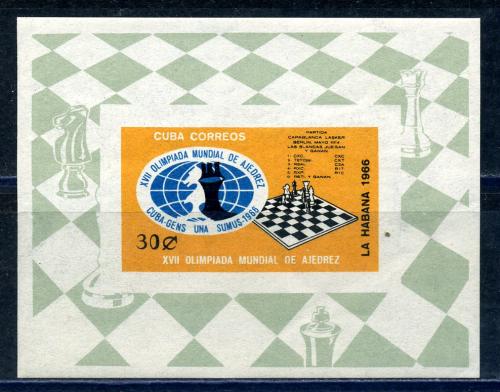 CUBA CORREOS
PARTIDA
CAPABLANCA LASKER
BERLIN, MAYO 1914
LAS BLANCAS JUEGAN
Y GANAN.
XVII OLIMPIADA MUNDIAL DE AJEDREZ
CUBA-GENS UNA SUMUS-1966
30¢
XVII OLIMPIADA MUNDIAL DE AJEDREZ
LA HABANA 1966